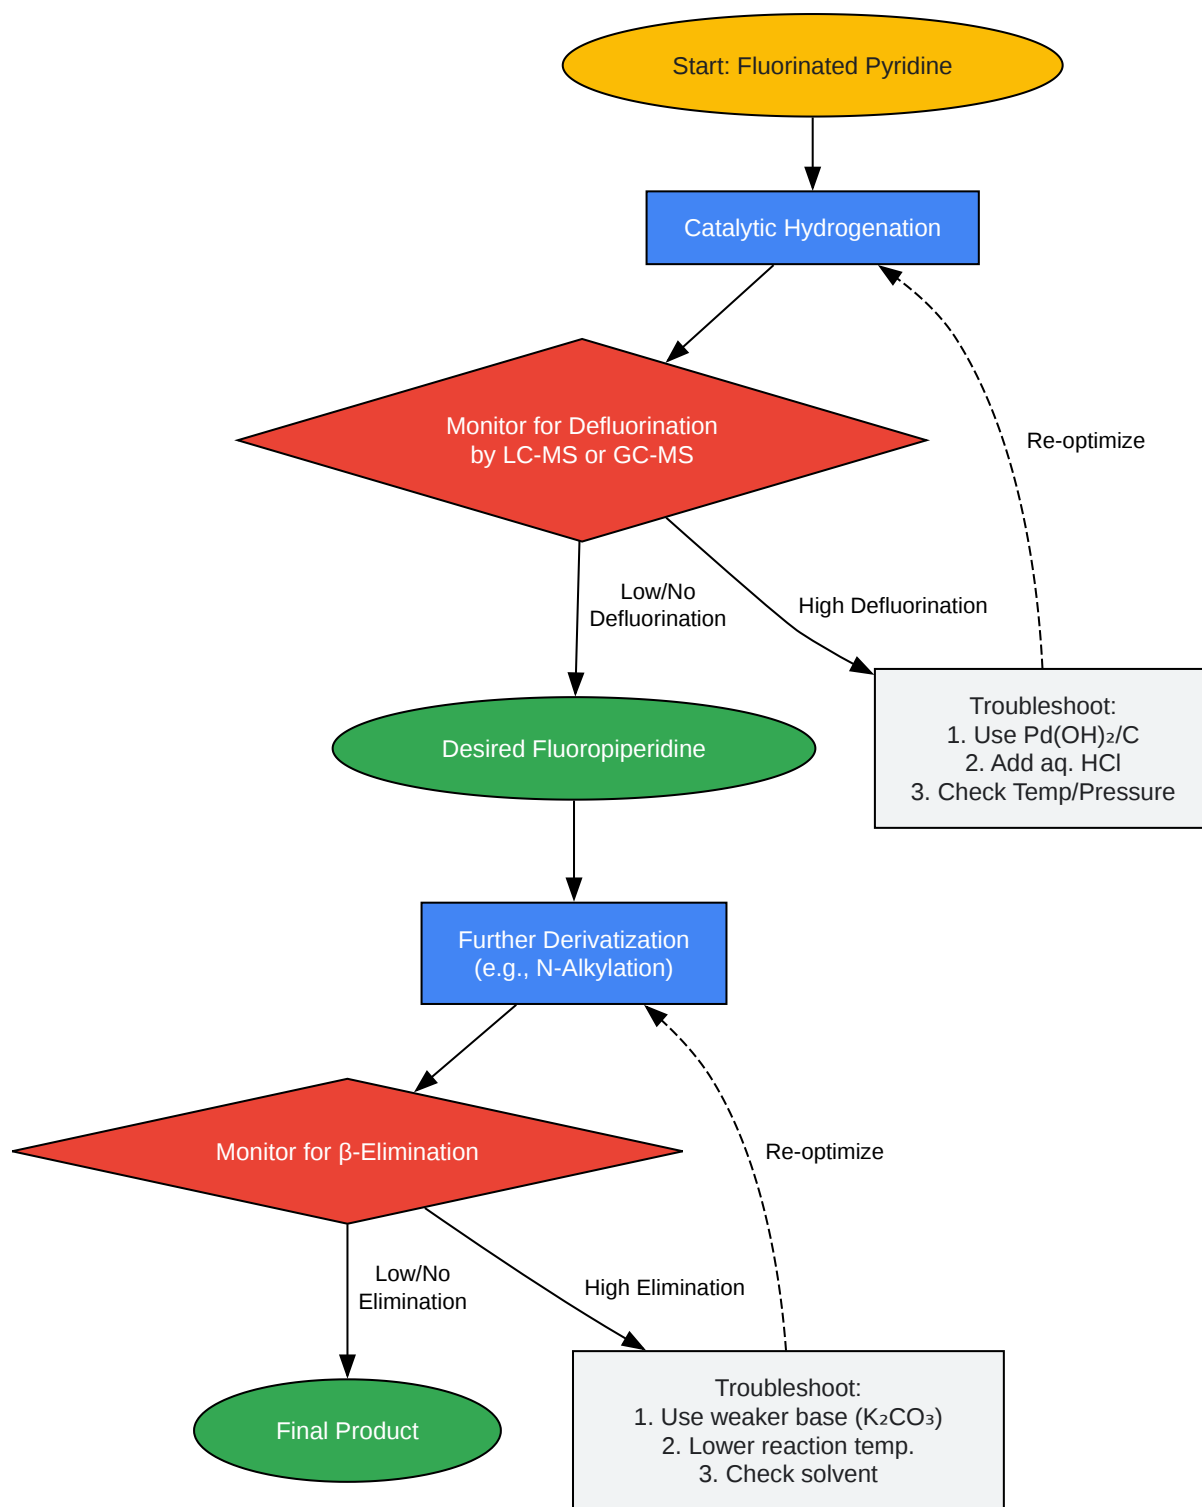 Start: Fluorinated Pyridine
Catalytic Hydrogenation
Monitor for Defluorination
by LC-MS or GC-MS
Re-optimize
Low/No
Defluorination
High Defluorination
Troubleshoot:
1. Use Pd(OH)₂/C
2. Add aq. HCl
3. Check Temp/Pressure
Desired Fluoropiperidine
Further Derivatization
(e.g., N-Alkylation)
Monitor for β-Elimination
Re-optimize
Low/No
Elimination
High Elimination
Troubleshoot:
1. Use weaker base (K₂CO₃)
2. Lower reaction temp.
3. Check solvent
Final Product